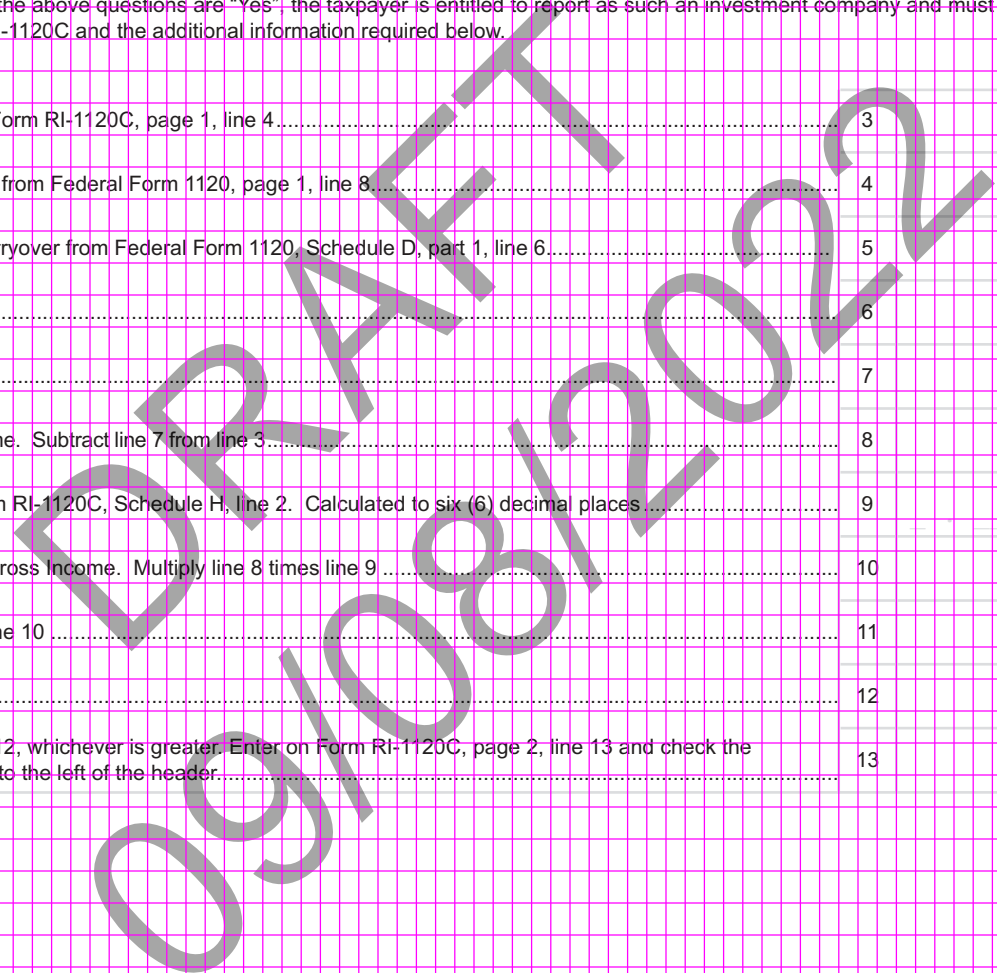 the above questions are "Yes", the taxpayer is entitled to report as such an investment company and must
-1120C and the additional information required below.
Form RI-1120C, page 1, line 4 3
from Federal Form 1120, page 1, line 8 4
ryover from Federal Form 1120, Schedule D, part 1, line 6 5
6
7
ne. Subtract line 7 from line 3 8
m RI-1120C, Schedule H, line 2. Calculated to six (6) decimal places 9
ross Income. Multiply line 8 times line 9 10
ne 10 11
12
12, whichever is greater. Enter on Form RI-1120C, page 2, line 13 and check the
to the left of the header 13
DRAFT
09/08/2022